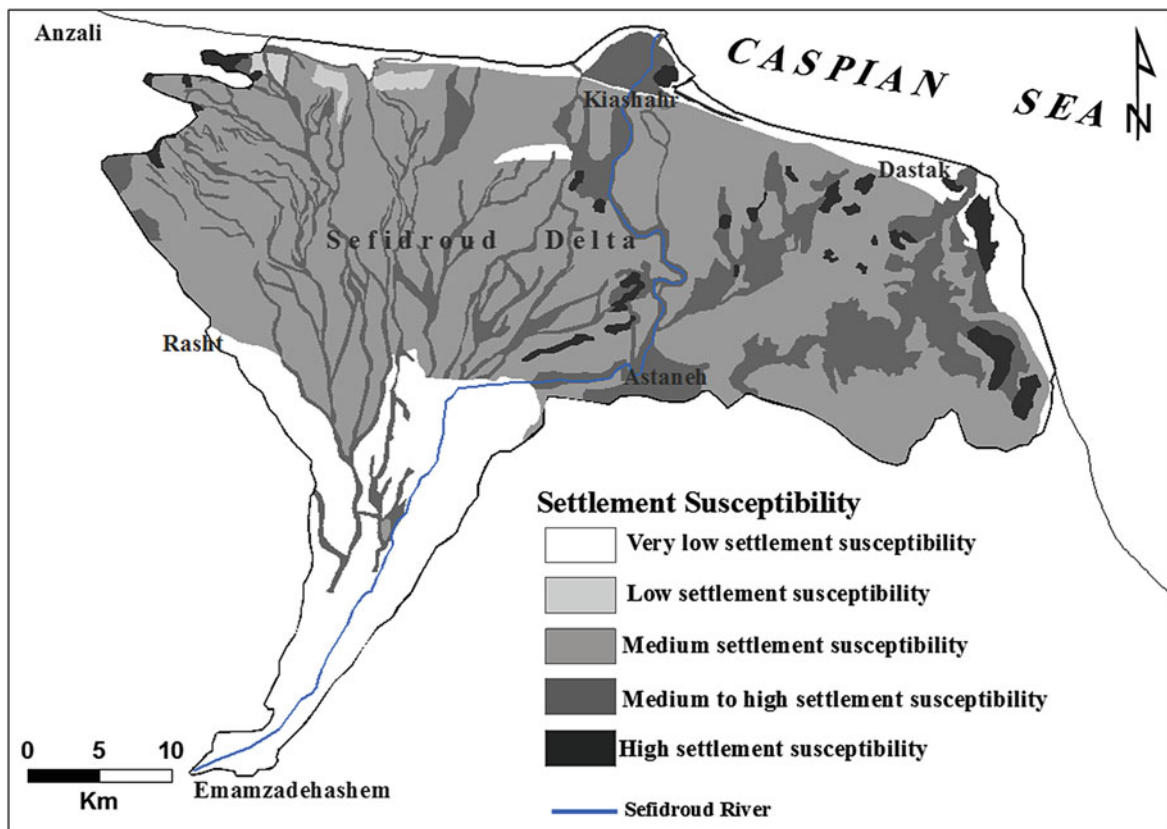 Anzali
CASPIAN SEA
N
Kiashahr
Dastak
Sefidroud Delta
Rasht
Astaneh
Settlement Susceptibility
Very low settlement susceptibility
Low settlement susceptibility
Medium settlement susceptibility
Medium to high settlement susceptibility
High settlement susceptibility
Sefidroud River
0 5 10
Km
Emamzadehashem